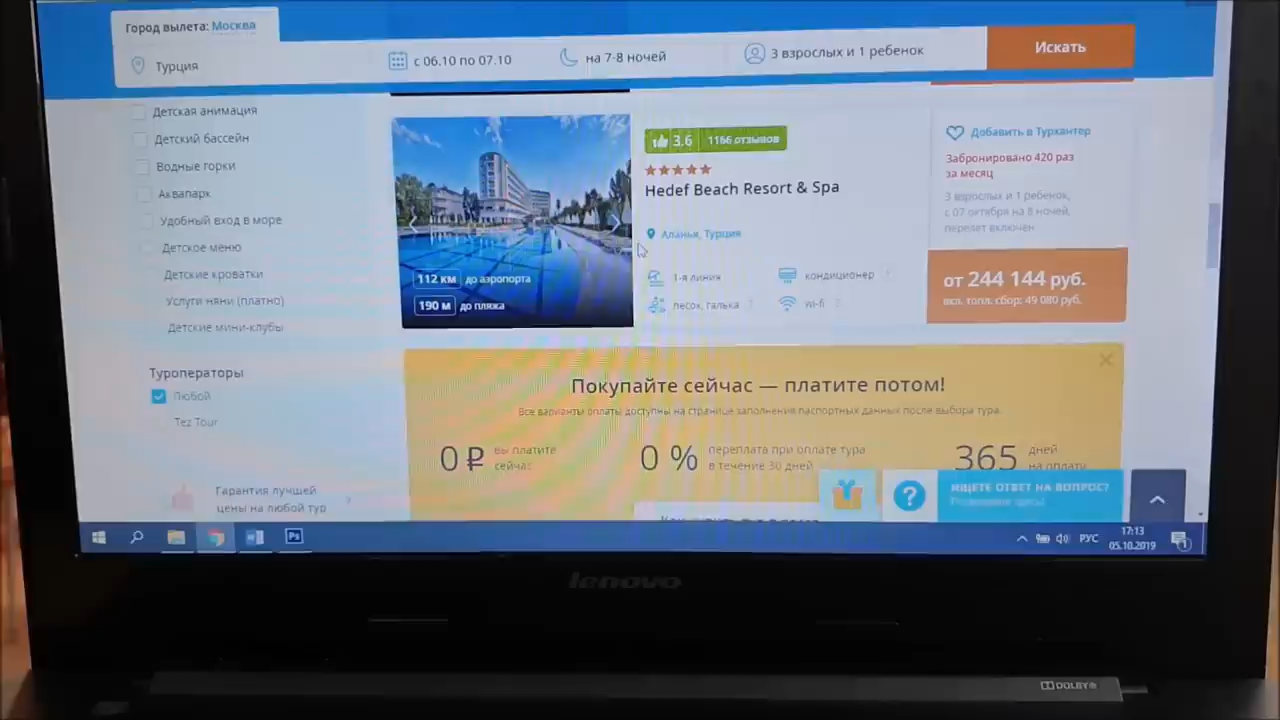 Город вылета: Москва
Турция
с 06.10 по 07.10
на 7-8 ночей
3 взрослых и 1 ребенок
Искать
Детская анимация
Детский бассейн
Водные горки
Аквапарк
Удобный вход в море
Детское меню
Детские кроватки
Услуги няни (платно)
Детские мини-клубы
Туроператоры
Любой
Tez Tour
Гарантия лучшей
цены на любой тур
112 км до аэропорта
190 м до пляжа
3.6 1166 отзывов
Hedef Beach Resort & Spa
Аланья, Турция
1-я линия
кондиционер
песок, галька
wi-fi
Добавить в Турхантер
Забронировано 420 раз
за месяц
3 взрослых и 1 ребенок,
с 07 октября на 8 ночей,
перелет включен
от 244 144 руб.
вкл. топл. сбор: 49 080 руб.
Покупайте сейчас — платите потом!
Все варианты оплаты доступны на странице заполнения паспортных данных после выбора тура
0 ₽ вы платите
сейчас
0 % переплата при оплате тура
в течение 30 дней
365 дней
на оплату
ИЩЕТЕ ОТВЕТ НА ВОПРОС?
Ps
РУС
17:13
05.10.2019
lenovo
DOLBY